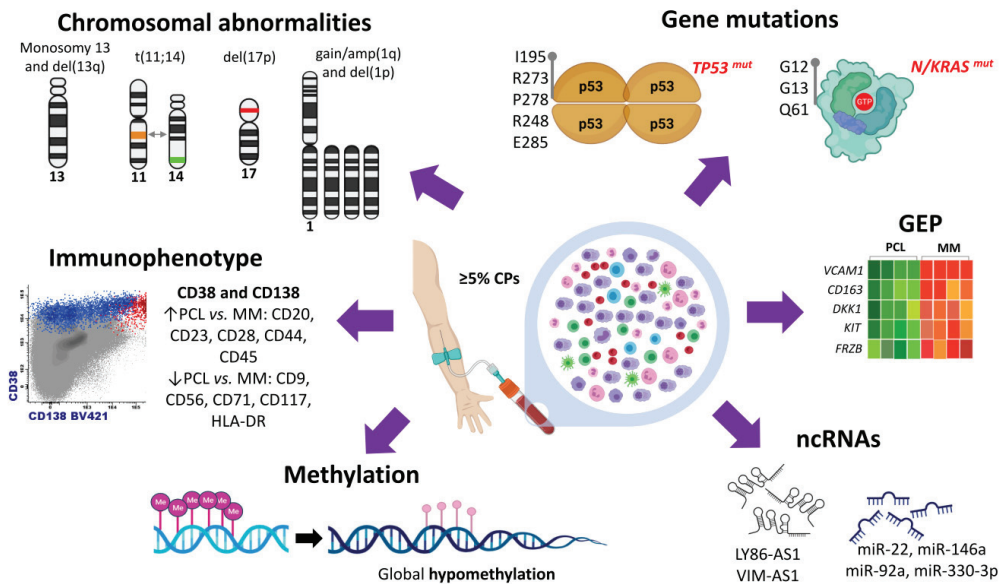 Chromosomal abnormalities
Monosomy 13
and del(13q)
t(11;14)
del(17p)
gain/amp(1q)
and del(1p)
13
11
14
17
1
Gene mutations
I195
R273
P278
R248
E285
p53
p53
p53
p53
TP53 mut
G12
G13
Q61
GTP
N/KRAS mut
Immunophenotype
CD38
CD138 BV421
CD38 and CD138
↑PCL vs. MM: CD20,
CD23, CD28, CD44,
CD45
↓PCL vs. MM: CD9,
CD56, CD71, CD117,
HLA-DR
≥5% CPs
GEP
PCL
MM
VCAM1
CD163
DKK1
KIT
FRZB
Methylation
Me
Me
Me
Me
Me
Me
Global hypomethylation
ncRNAs
LY86-AS1
VIM-AS1
miR-22, miR-146a
miR-92a, miR-330-3p